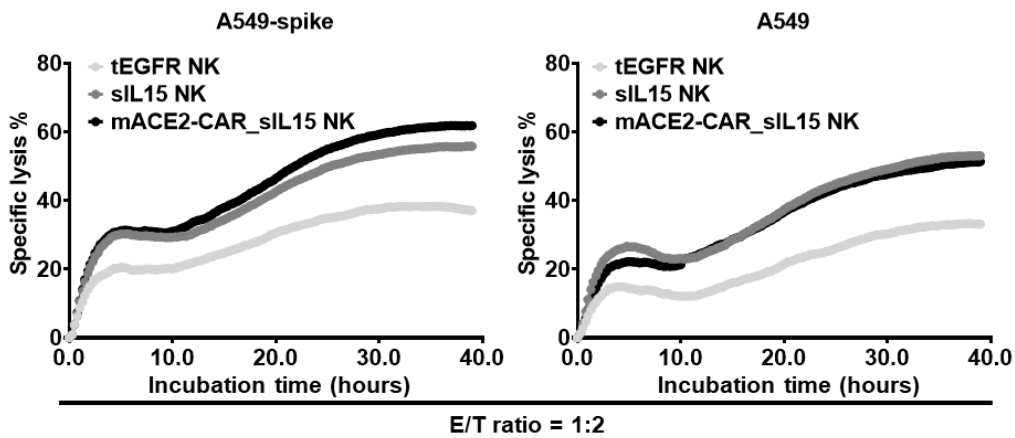 A549-spike
Specific lysis %
80
60
40
20
0
tEGFR NK
sIL15 NK
mACE2-CAR_sIL15 NK
0.0 10.0 20.0 30.0 40.0
Incubation time (hours)
A549
Specific lysis %
80
60
40
20
0
tEGFR NK
sIL15 NK
mACE2-CAR_sIL15 NK
0.0 10.0 20.0 30.0 40.0
Incubation time (hours)
E/T ratio = 1:2